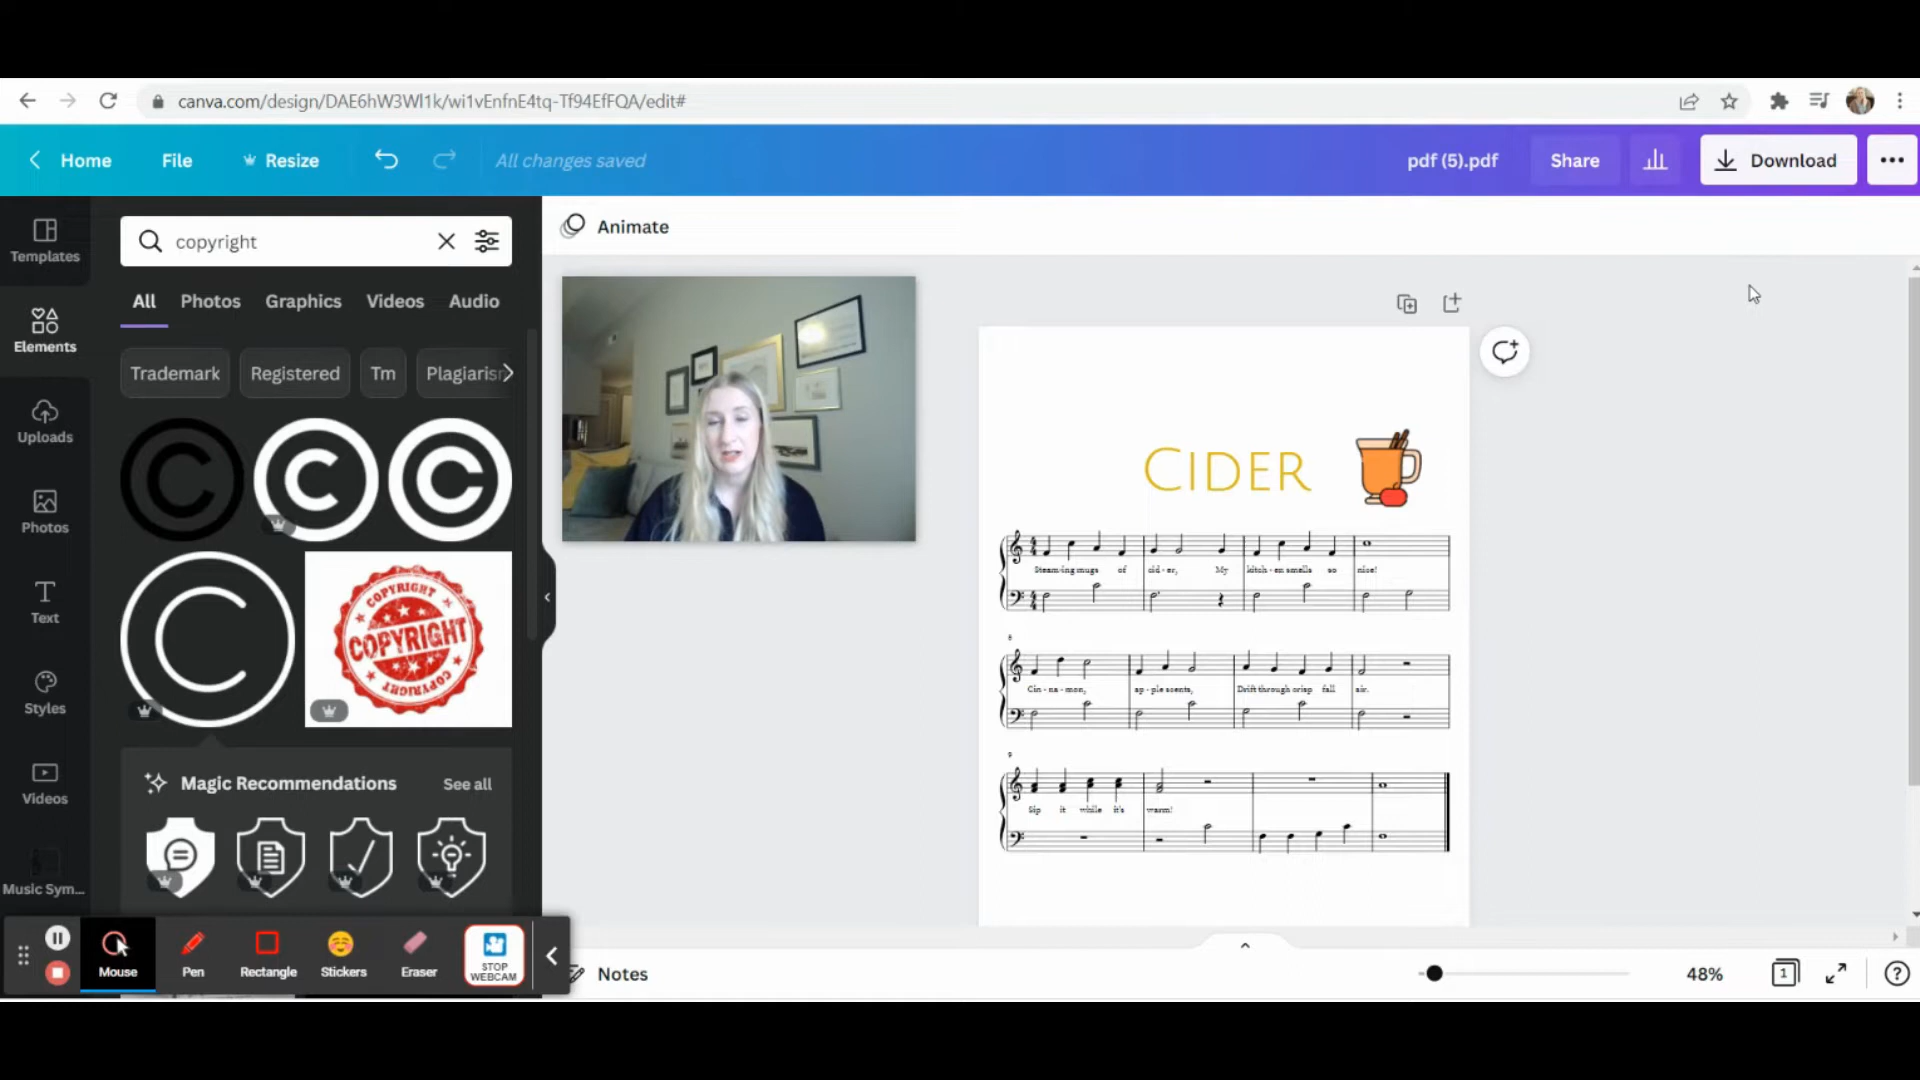 canva.com/design/DAE6hW3Wl1k/wi1vEnfnE4tq-Tf94EfFQA/edit#
Home File Resize All changes saved pdf (5).pdf Share Download
Templates
Elements
Uploads
Photos
Text
Styles
Videos
Music Sym...
copyright
All Photos Graphics Videos Audio
Trademark Registered Tm Plagiarism
COPYRIGHT
COPYRIGHT
COPYRIGHT
Magic Recommendations See all
Animate
CIDER
Steam-ing mugs of cid-er, My kitch-en smells so nice!
Cin-na-mon, ap-ple scents, Drift through crisp fall air.
9
Sip it while it's warm!
Mouse Pen Rectangle Stickers Eraser STOP WEBCAM
Notes 48% 1